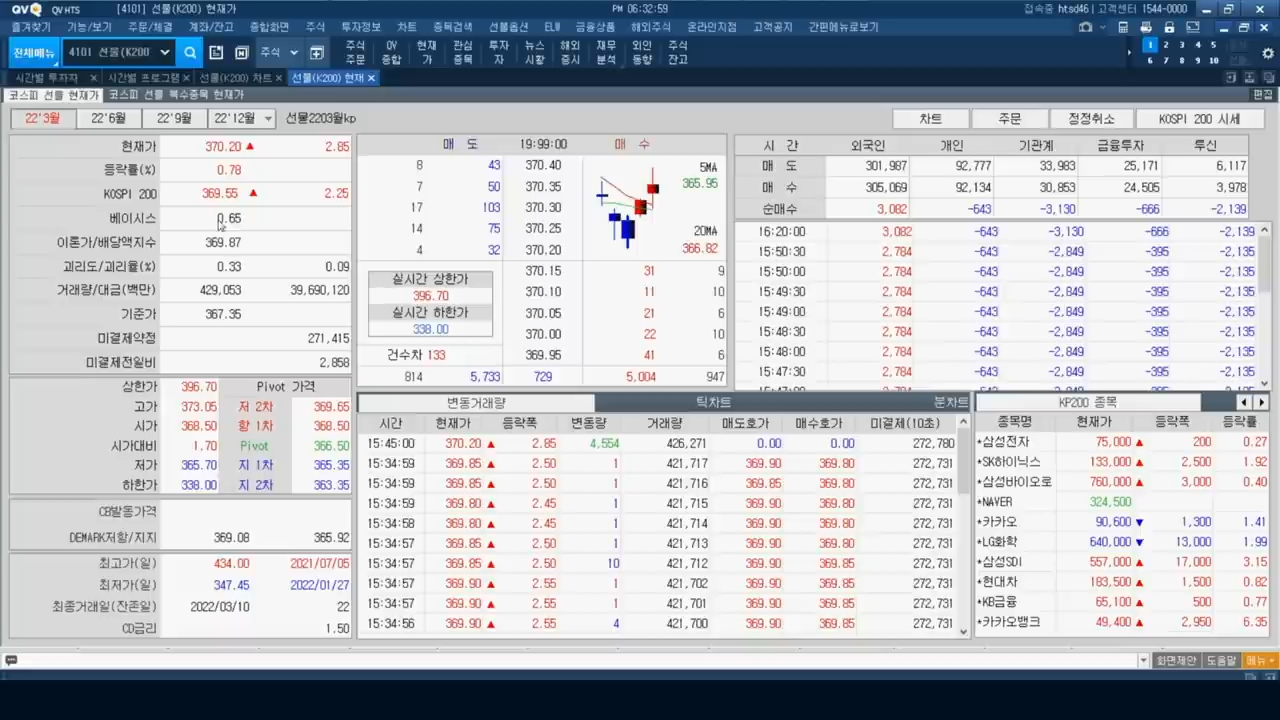 QV QV HTS [4101] 선물(K200) 현재가 PM 06:32:59 접속중 htsd46 | 고객센터 1544-0000
즐겨찾기 기능/보기 주문/체결 계좌/잔고 종합화면 주식 투자정보 차트 종목검색 선물옵션 ELW 금융상품 해외주식 온라인지점 고객공지 간편메뉴로보기
전체메뉴 4101 선물(K200) 주식 주식주문 QV종합 현재가 관심종목 투자자 뉴스시황 해외증시 재무분석 외인동향 주식잔고 1 2 3 4 5
6 7 8 9 10
시간별 투자자 시간별 프로그램 선물(K200) 차트 선물(K200) 현재
코스피 선물 현재가 코스피 선물 복수종목 현재가 편집
22'3월 22'6월 22'9월 22'12월 선물2203월kp 차트 주문 정정취소 KOSPI 200 시세
현재가 370.20 ▲ 2.85
등락률(%) 0.78
KOSPI 200 369.55 ▲ 2.25
베이시스 0.65
이론가/배당액지수 369.87
괴리도/괴리율(%) 0.33 0.09
거래량/대금(백만) 429,053 39,690,120
기준가 367.35
미결제약정 271,415
미결제전일비 2,858
상한가 396.70 Pivot 가격
고가 373.05 저 2차 369.65
시가 368.50 항 1차 368.50
시가대비 1.70 Pivot 366.50
저가 365.70 지 1차 365.35
하한가 338.00 지 2차 363.35
CB발동가격
DEMARK저항/지지 369.08 365.92
최고가(일) 434.00 2021/07/05
최저가(일) 347.45 2022/01/27
최종거래일(잔존일) 2022/03/10 22
CD금리 1.50
매 도 19:99:00 매 수
8 43 370.40 5MA
7 50 370.35 365.95
17 103 370.30
14 75 370.25 20MA
4 32 370.20 366.82
실시간 상한가 370.15 31 9
396.70 370.10 11 10
실시간 하한가 370.05 21 6
338.00 370.00 22 10
건수차 133 369.95 41 6
814 5,733 729 5,004 947
시 간 외국인 개인 기관계 금융투자 투신
매 도 301,987 92,777 33,983 25,171 6,117
매 수 305,069 92,134 30,853 24,505 3,978
순매수 3,082 -643 -3,130 -666 -2,139
16:20:00 3,082 -643 -3,130 -666 -2,139
15:50:30 2,784 -643 -2,849 -395 -2,135
15:50:00 2,784 -643 -2,849 -395 -2,135
15:49:30 2,784 -643 -2,849 -395 -2,135
15:49:00 2,784 -643 -2,849 -395 -2,135
15:48:30 2,784 -643 -2,849 -395 -2,135
15:48:00 2,784 -643 -2,849 -395 -2,135
15:47:30 2,784 -643 -2,849 -395 -2,135
15:47:00 2,784 -643 -2,849 -395 -2,135
변동거래량 틱차트 분차트
시간 현재가 등락폭 변동량 거래량 매도호가 매수호가 미결제(10초)
15:45:00 370.20 ▲ 2.85 4,554 426,271 0.00 0.00 272,780
15:34:59 369.85 ▲ 2.50 1 421,717 369.90 369.80 272,731
15:34:59 369.85 ▲ 2.50 1 421,716 369.85 369.80 272,731
15:34:59 369.80 ▲ 2.45 1 421,715 369.90 369.80 272,731
15:34:58 369.80 ▲ 2.45 1 421,714 369.90 369.80 272,731
15:34:57 369.85 ▲ 2.50 1 421,713 369.90 369.80 272,731
15:34:57 369.85 ▲ 2.50 10 421,712 369.90 369.85 272,731
15:34:57 369.90 ▲ 2.55 1 421,702 369.90 369.85 272,731
15:34:57 369.90 ▲ 2.55 1 421,701 369.90 369.85 272,731
15:34:56 369.90 ▲ 2.55 4 421,700 369.90 369.85 272,731
KP200 종목
종목명 현재가 등락폭 등락률
*삼성전자 75,000 ▲ 200 0.27
*SK하이닉스 133,000 ▲ 2,500 1.92
*삼성바이오로 760,000 ▲ 3,000 0.40
*NAVER 324,500
*카카오 90,600 ▼ 1,300 1.41
*LG화학 640,000 ▼ 13,000 1.99
*삼성SDI 557,000 ▲ 17,000 3.15
*현대차 183,500 ▲ 1,500 0.82
*KB금융 65,100 ▲ 500 0.77
*카카오뱅크 49,400 ▲ 2,950 6.35
화면제안 도움말 메뉴